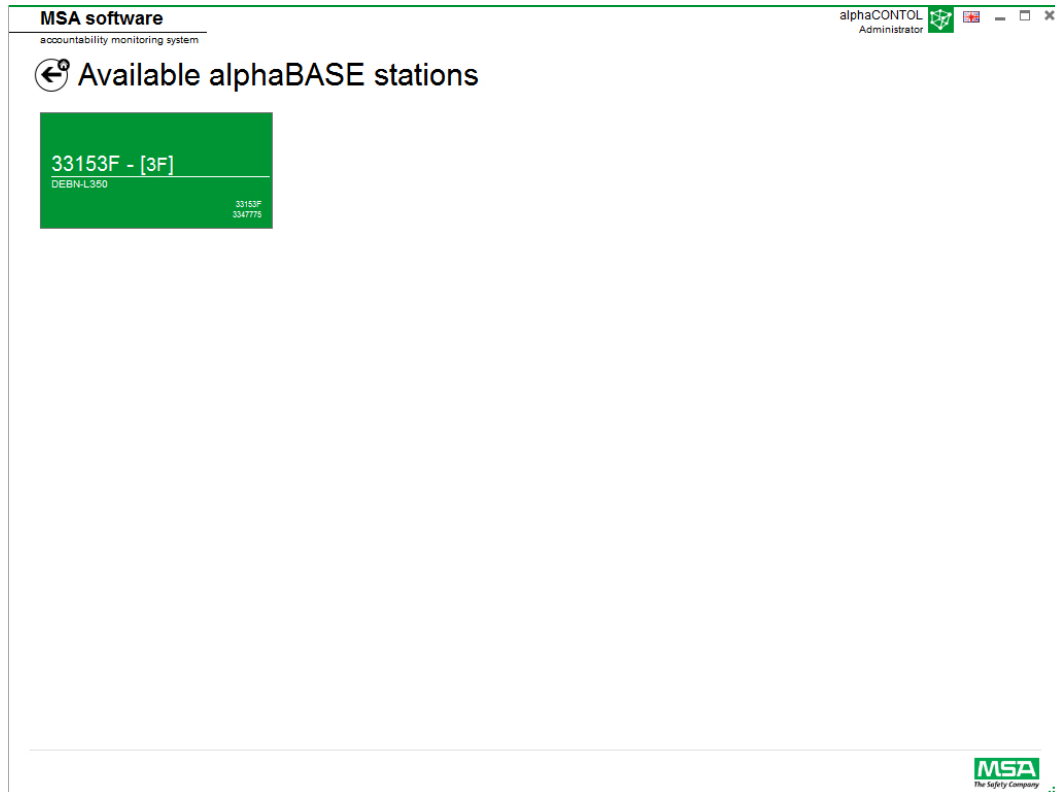 MSA software
accountability monitoring system
alphaCONTOL
Administrator
Available alphaBASE stations
33153F - [3F]
DEBN-L350
33153F
3347775
MSA
The Safety Company